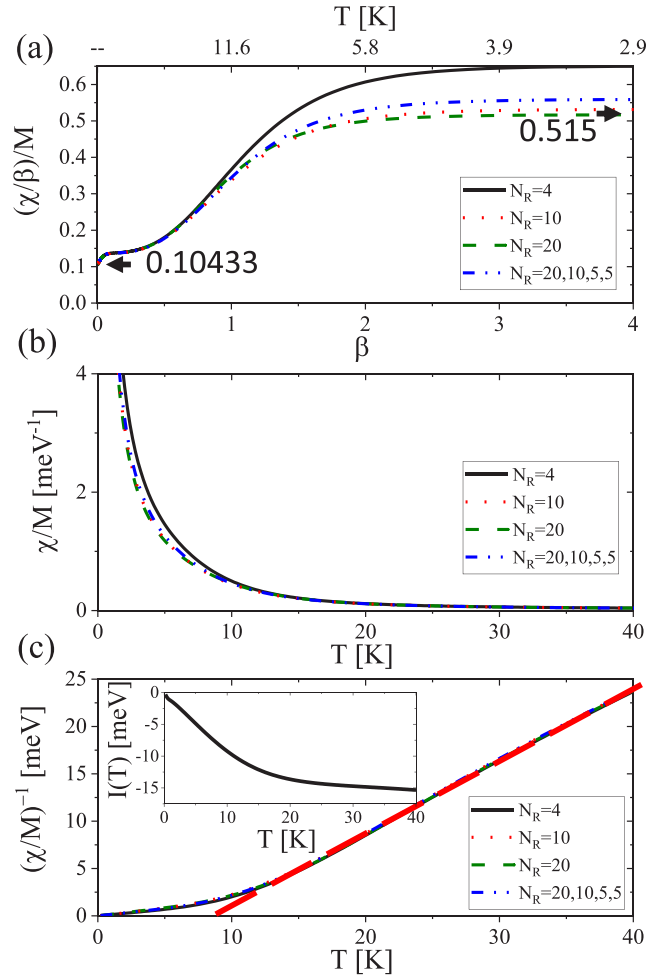 (a)
T [K]
-- 11.6 5.8 3.9 2.9
(χ/β)/M
0.6
0.5
0.4
0.3
0.2
0.1
0.0
0.515
0.10433
N_R=4
N_R=10
N_R=20
N_R=20,10,5,5
0 1 2 3 4
β
(b)
χ/M [meV⁻¹]
4
2
0
N_R=4
N_R=10
N_R=20
N_R=20,10,5,5
0 10 20 30 40
T [K]
(c)
(χ/M)⁻¹ [meV]
25
20
15
10
5
0
I(T) [meV]
0
-5
-10
-15
0 10 20 30 40
T [K]
N_R=4
N_R=10
N_R=20
N_R=20,10,5,5
0 10 20 30 40
T [K]